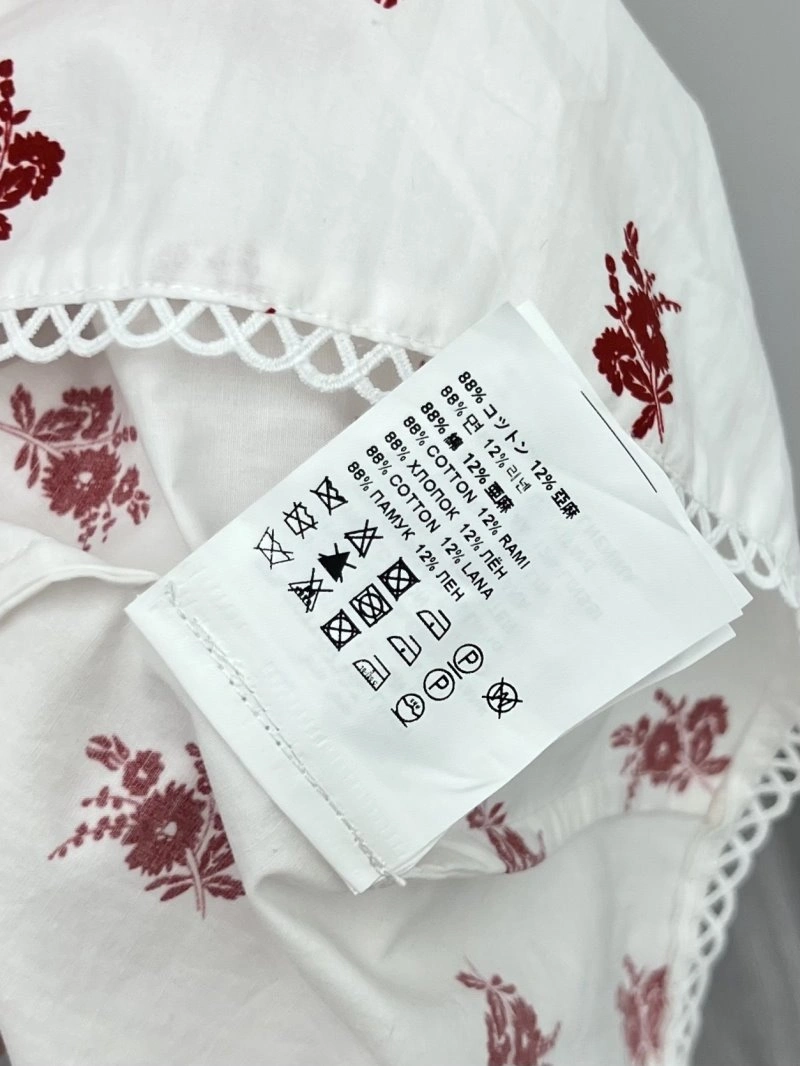 88% コットン 12% 亞麻
88% 면 12% 리넨
88% 綿 12% 亜麻
88% COTTON 12% RAMI
88% ХЛОПОК 12% ЛЁН
88% COTTON 12% LANA
88% ПАМУК 12% ЛЕН
P
P
W